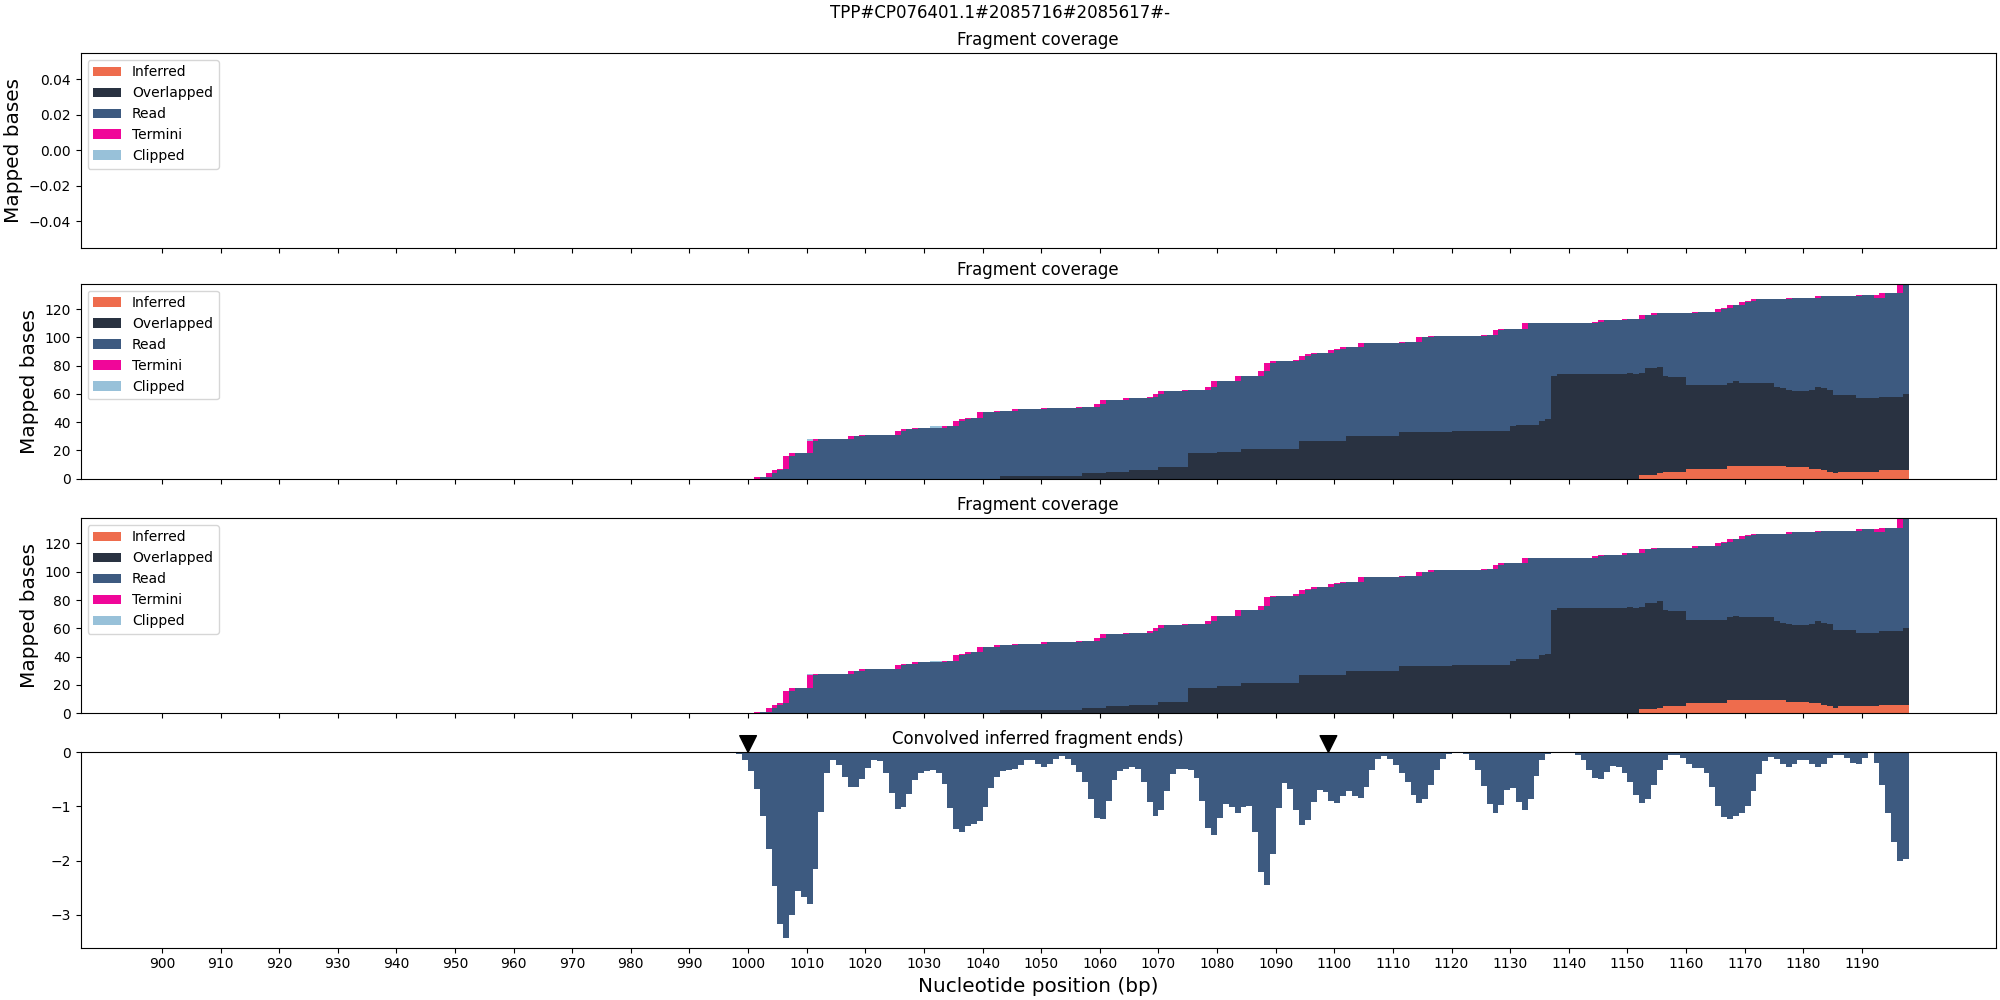 TPP#CP076401.1#2085716#2085617#-
Fragment coverage
Mapped bases
0.04
0.02
0.00
−0.02
−0.04
Inferred
Overlapped
Read
Termini
Clipped
Fragment coverage
Mapped bases
120
100
80
60
40
20
0
Inferred
Overlapped
Read
Termini
Clipped
Fragment coverage
Mapped bases
120
100
80
60
40
20
0
Inferred
Overlapped
Read
Termini
Clipped
Convolved inferred fragment ends)
0
−1
−2
−3
900 910 920 930 940 950 960 970 980 990 1000 1010 1020 1030 1040 1050 1060 1070 1080 1090 1100 1110 1120 1130 1140 1150 1160 1170 1180 1190
Nucleotide position (bp)